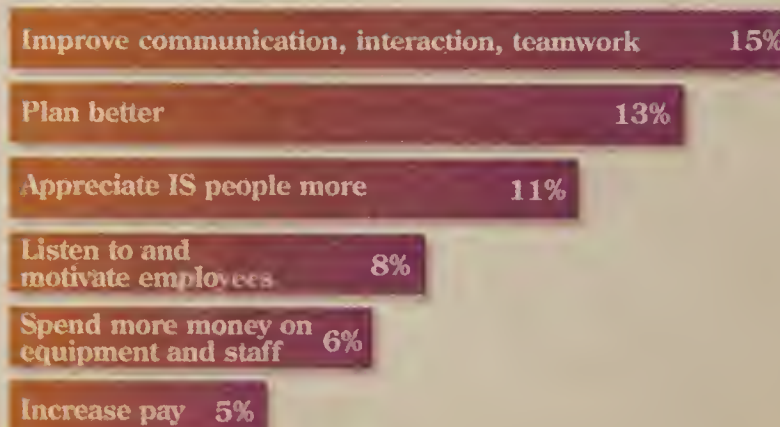 Improve communication, interaction, teamwork 15%
Plan better 13%
Appreciate IS people more 11%
Listen to and
motivate employees 8%
Spend more money on
equipment and staff 6%
Increase pay 5%